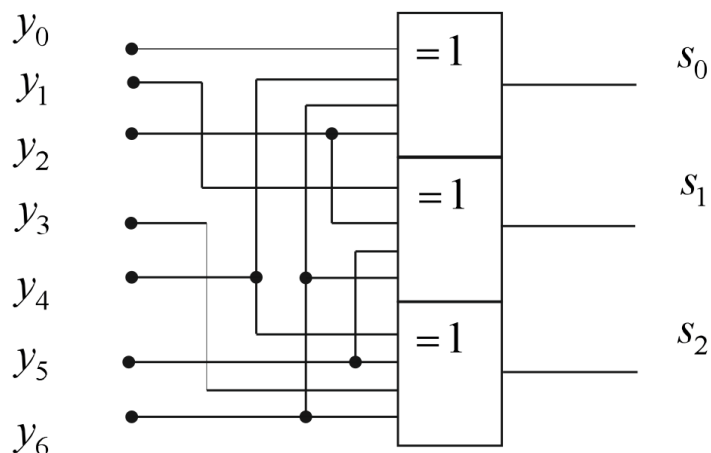 y₀
= 1
s₀
y₁
y₂
= 1
s₁
y₃
y₄
= 1
s₂
y₅
y₆